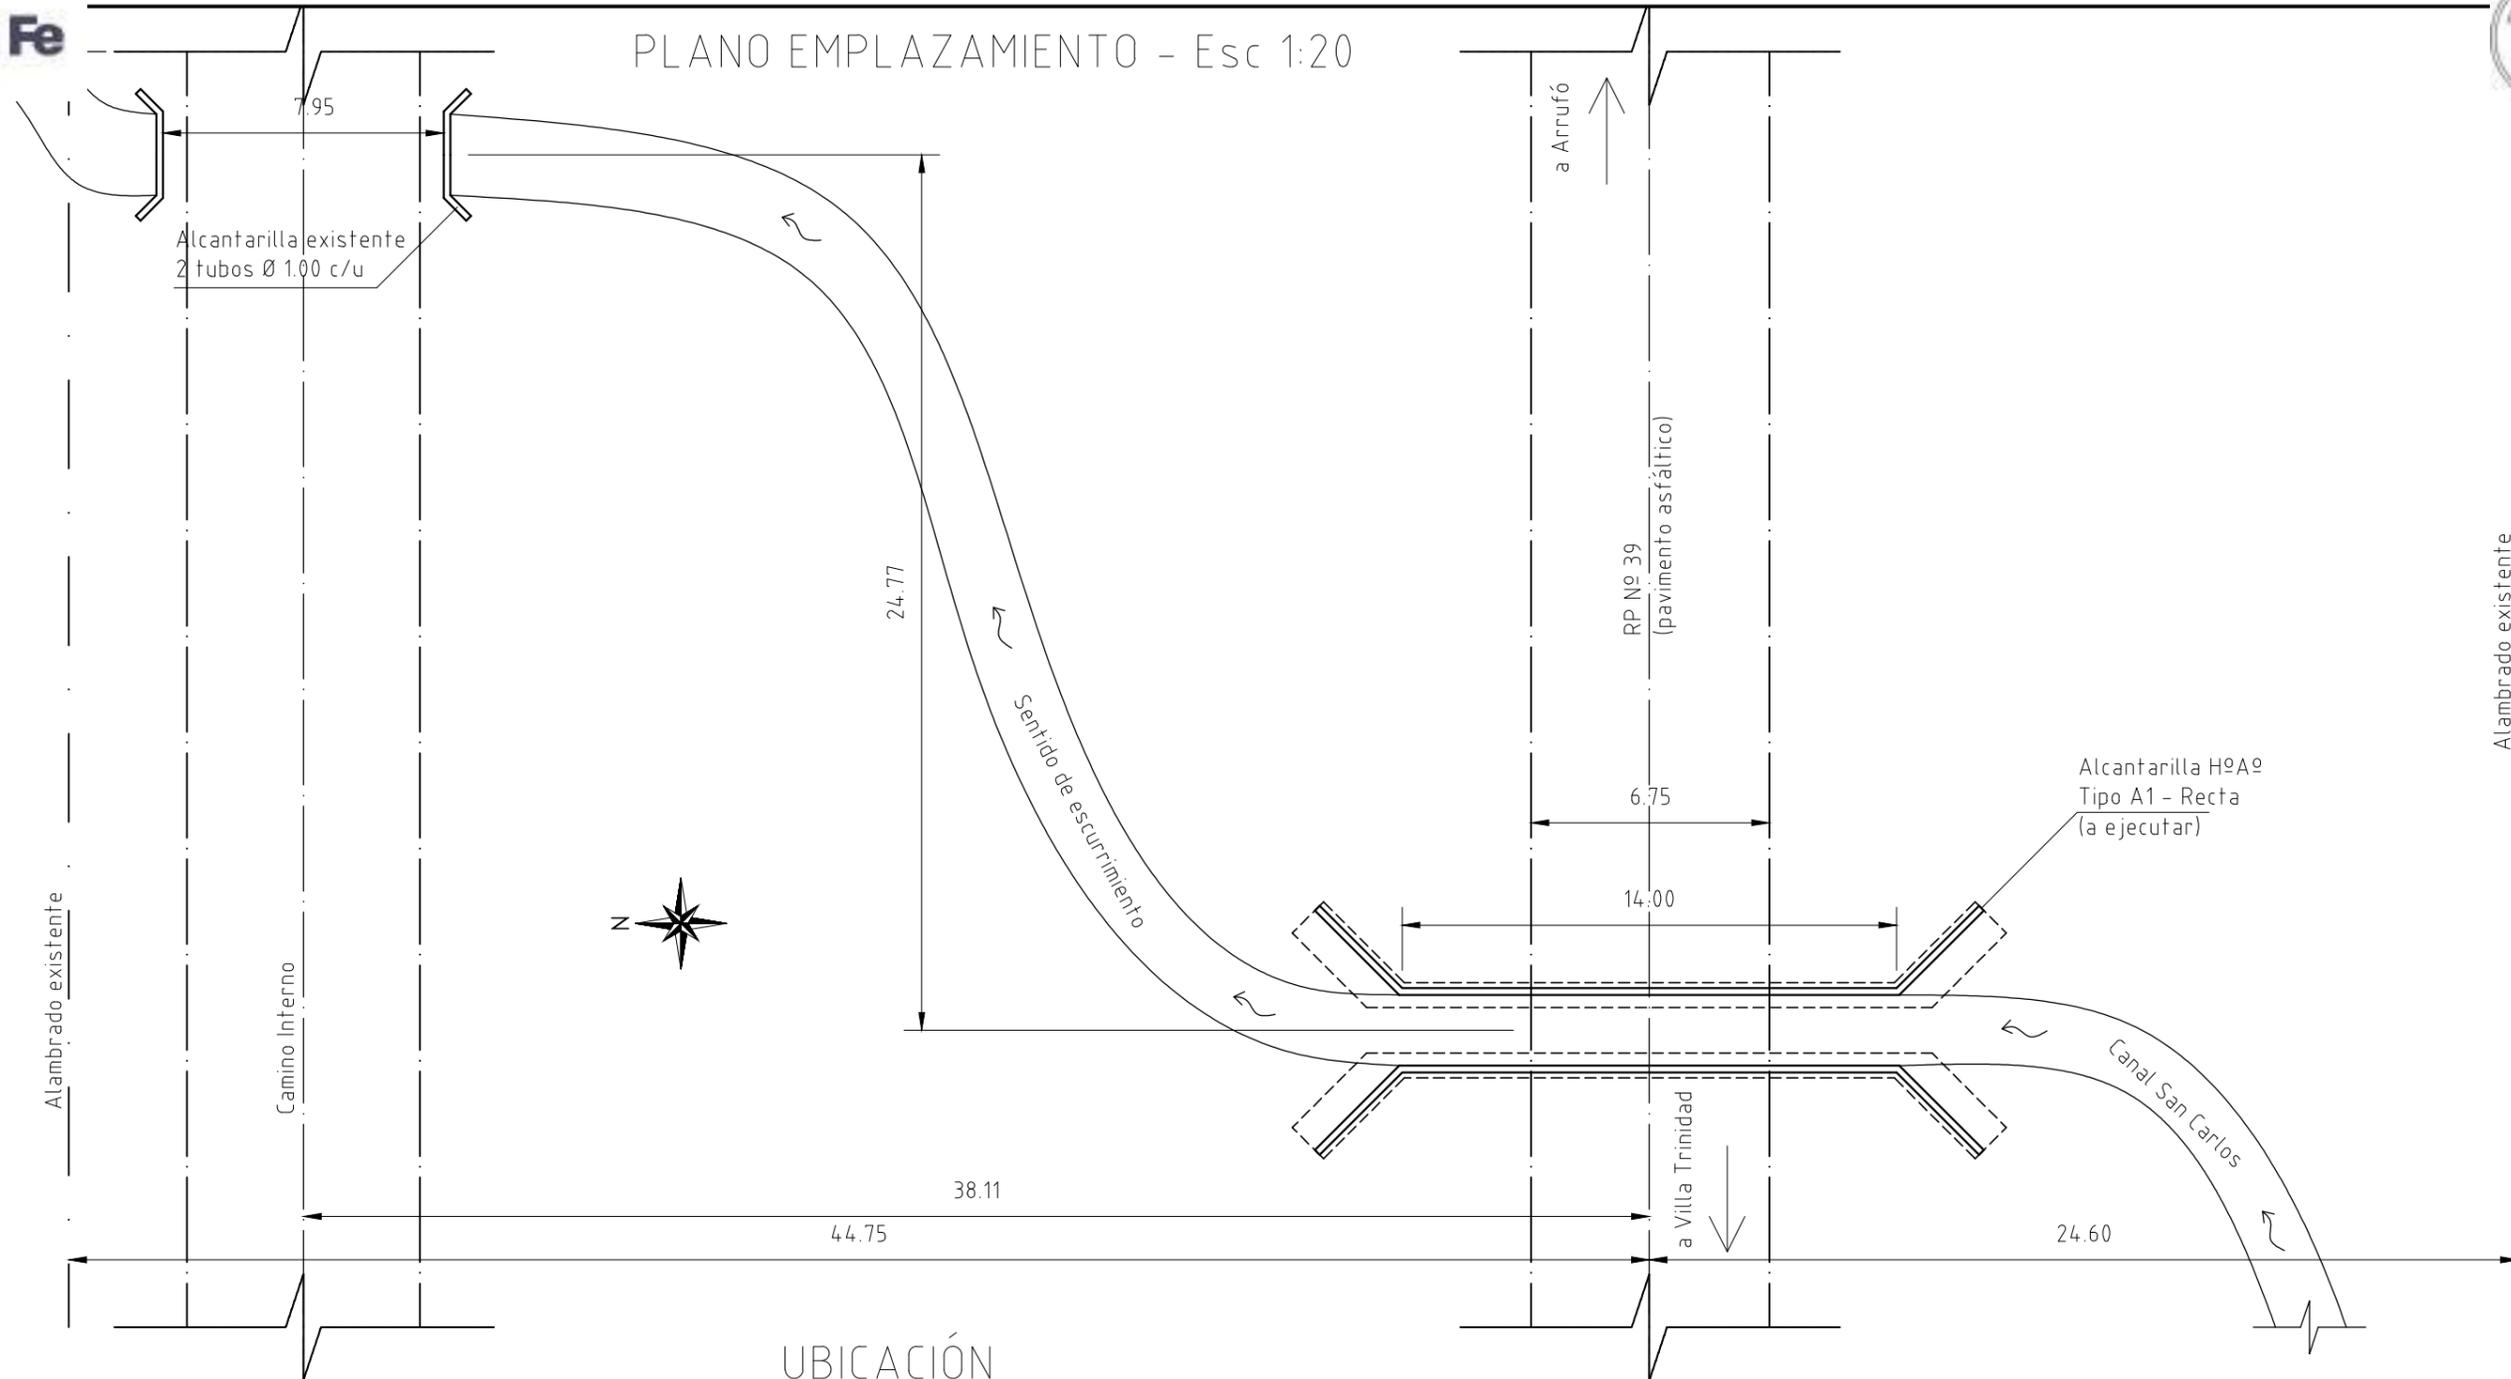 Fe
PLANO EMPLAZAMIENTO - Esc 1:20
7.95
a Arrufó
Alcantarilla existente
2 tubos Ø 1.00 c/u
24.77
RP Nº 39
(pavimento asfáltico)
Alambrado existente
Sentido de escurrimiento
Alcantarilla HºAº
Tipo A1 - Recta
(a ejecutar)
6.75
14.00
N
Alambrado existente
Camino Interno
Canal San Carlos
a Villa Trinidad
38.11
44.75
24.60
UBICACIÓN